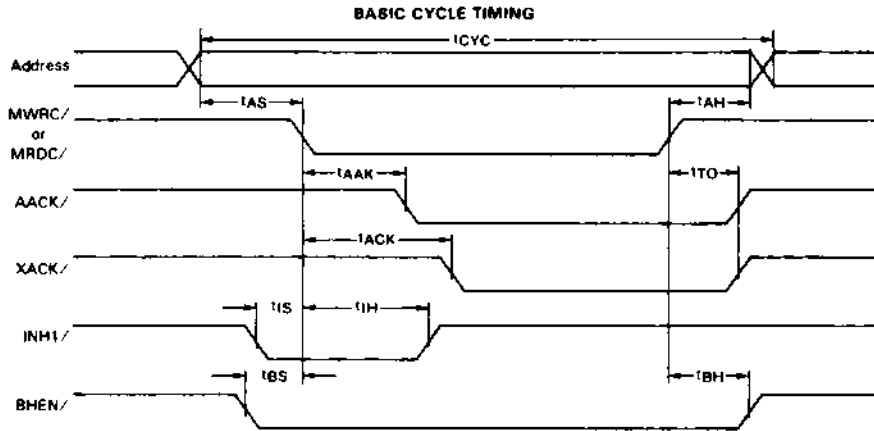 BASIC CYCLE TIMING
tCYC
Address
tAS
tAH
MWRC/
or
MRDC/
tAAK
tTO
AACK/
tACK
XACK/
tIS
tIH
INH1/
tBS
tBH
BHEN/